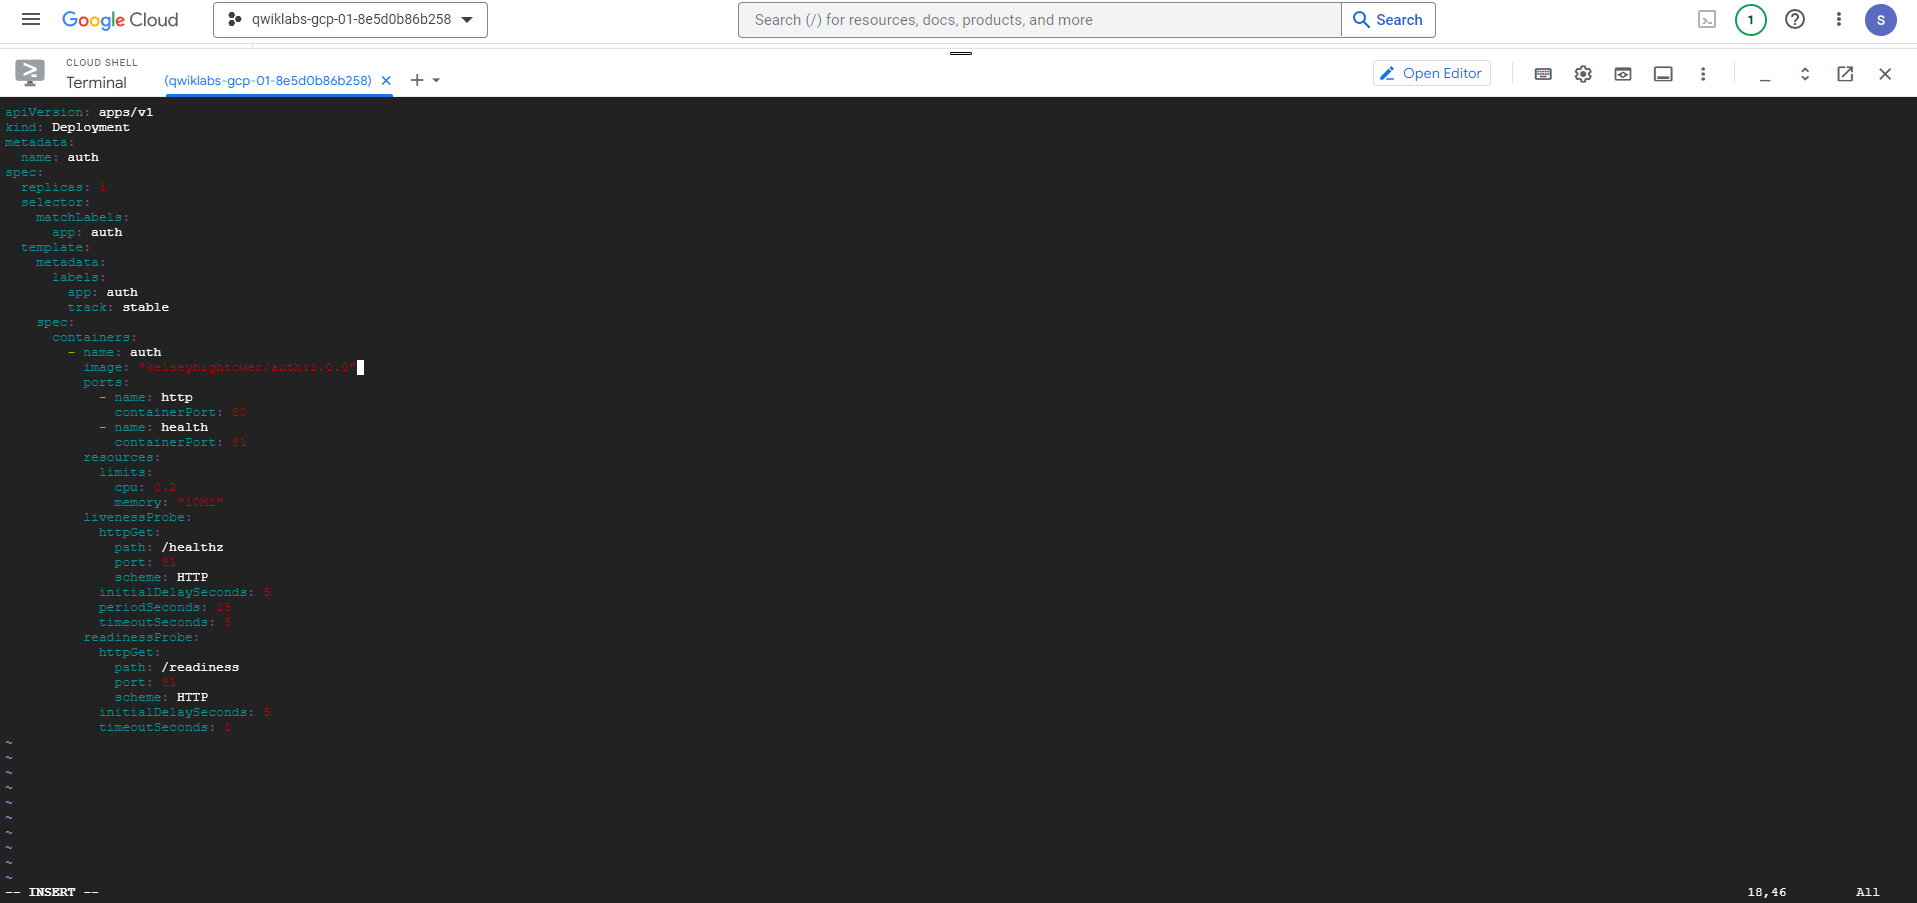 Google Cloud
qwiklabs-gcp-01-8e5d0b86b258
Search (/) for resources, docs, products, and more
Search
1
S
CLOUD SHELL
Terminal
(qwiklabs-gcp-01-8e5d0b86b258)
Open Editor
apiVersion: apps/v1
kind: Deployment
metadata:
  name: auth
spec:
  replicas: 1
  selector:
    matchLabels:
      app: auth
  template:
    metadata:
      labels:
        app: auth
        track: stable
    spec:
      containers:
        - name: auth
          image: "kelseyhightower/auth:1.0.0"
          ports:
            - name: http
              containerPort: 80
            - name: health
              containerPort: 81
          resources:
            limits:
              cpu: 0.2
              memory: "10Mi"
          livenessProbe:
            httpGet:
              path: /healthz
              port: 81
              scheme: HTTP
            initialDelaySeconds: 5
            periodSeconds: 15
            timeoutSeconds: 5
          readinessProbe:
            httpGet:
              path: /readiness
              port: 81
              scheme: HTTP
            initialDelaySeconds: 5
            timeoutSeconds: 1
~
~
~
~
~
~
~
~
~
~
-- INSERT --
18,46
All